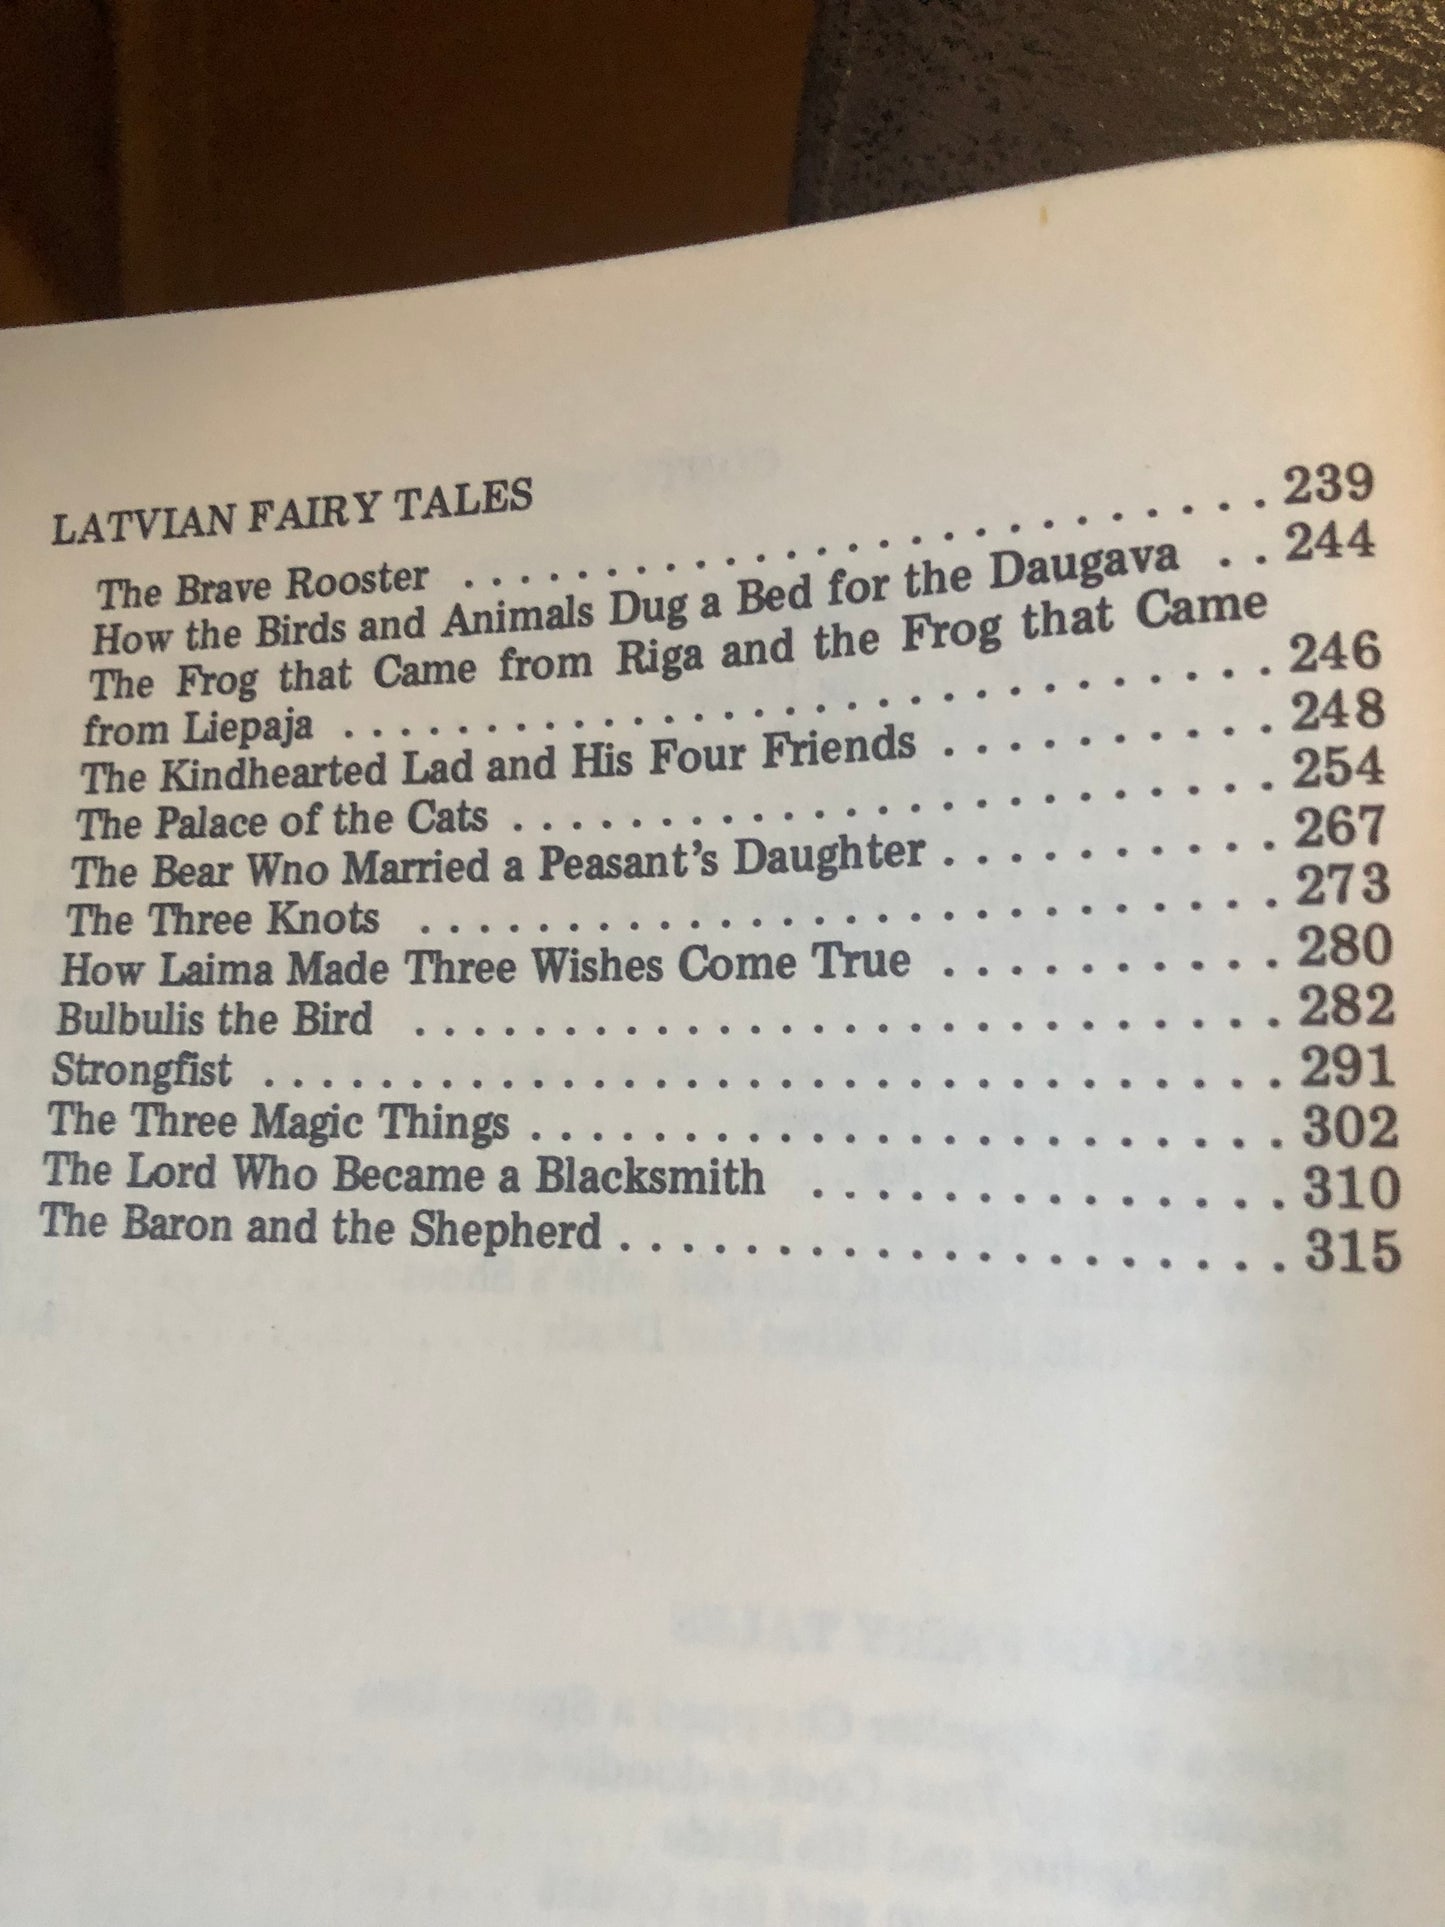 LATVIAN FAIRY TALES
The Brave Rooster . . . . . . . . . . . . . . . . . . . . . . . . 239
How the Birds and Animals Dug a Bed for the Daugava . . 244
The Frog that Came from Riga and the Frog that Came
from Liepaja . . . . . . . . . . . . . . . . . . . . . . . . . . 246
The Kindhearted Lad and His Four Friends . . . . . . . . . . 248
The Palace of the Cats . . . . . . . . . . . . . . . . . . . . . . 254
The Bear Wno Married a Peasant's Daughter . . . . . . . . . . 267
The Three Knots . . . . . . . . . . . . . . . . . . . . . . . . 273
How Laima Made Three Wishes Come True . . . . . . . . . . 280
Bulbulis the Bird . . . . . . . . . . . . . . . . . . . . . . . . 282
Strongfist . . . . . . . . . . . . . . . . . . . . . . . . . . . . 291
The Three Magic Things . . . . . . . . . . . . . . . . . . . . . 302
The Lord Who Became a Blacksmith . . . . . . . . . . . . . . 310
The Baron and the Shepherd . . . . . . . . . . . . . . . . . . 315